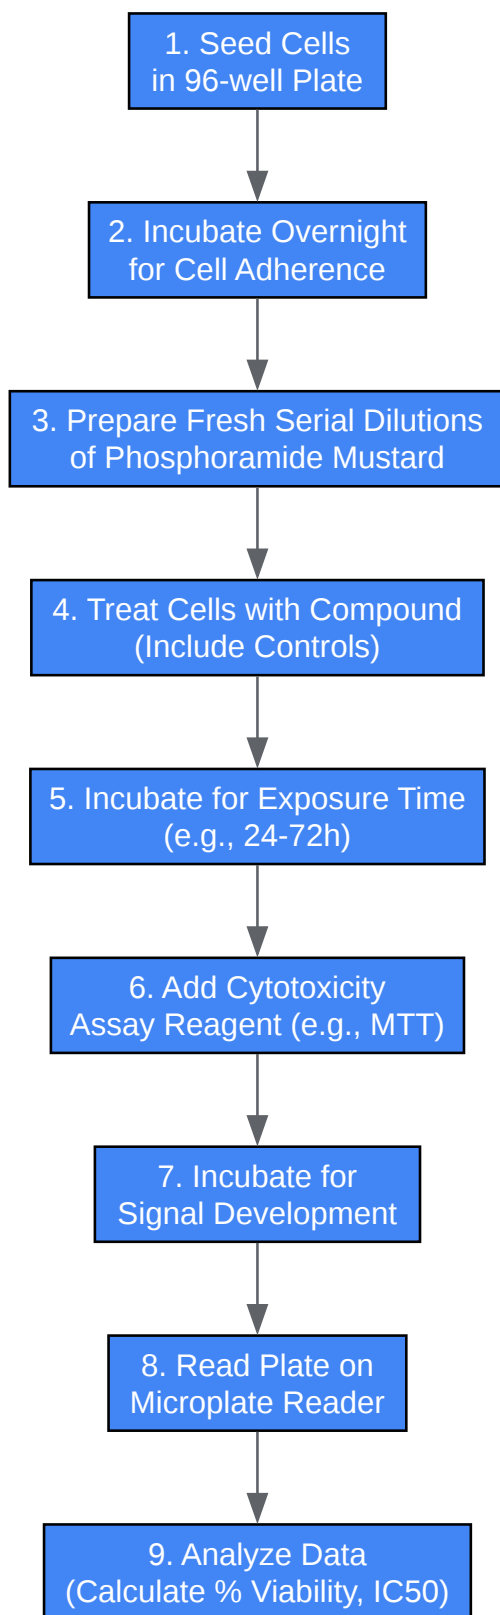 1. Seed Cells
in 96-well Plate
2. Incubate Overnight
for Cell Adherence
3. Prepare Fresh Serial Dilutions
of Phosphoramide Mustard
4. Treat Cells with Compound
(Include Controls)
5. Incubate for Exposure Time
(e.g., 24-72h)
6. Add Cytotoxicity
Assay Reagent (e.g., MTT)
7. Incubate for
Signal Development
8. Read Plate on
Microplate Reader
9. Analyze Data
(Calculate % Viability, IC50)